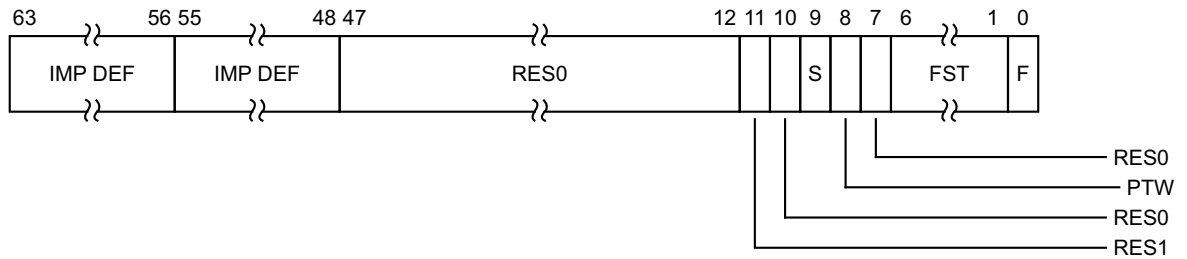 63 56 55 48 47 12 11 10 9 8 7 6 1 0
IMP DEF IMP DEF RES0 S FST F
RES0
PTW
RES0
RES1